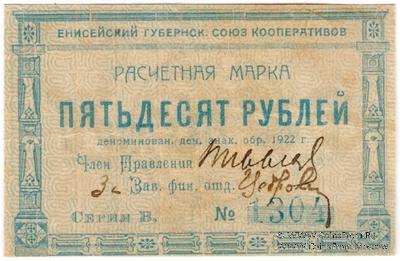 ЕНИСЕЙСКИЙ ГУБЕРНСК. СОЮЗ КООПЕРАТИВОВ
РАСЧЕТНАЯ МАРКА
ПЯТЬДЕСЯТ РУБЛЕЙ
деноминован. ден. знак. обр. 1922 г.
Член Правления
За Зав. фин. отд.
Серия В. № 1304